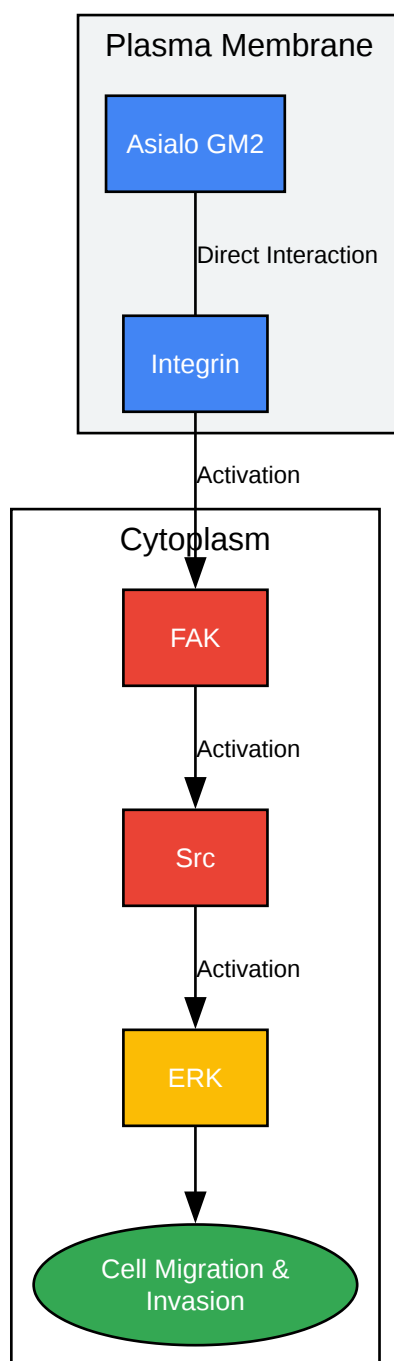 Plasma Membrane
Asialo GM2
Direct Interaction
Integrin
Activation
Cytoplasm
FAK
Activation
Src
Activation
ERK
Cell Migration &
Invasion